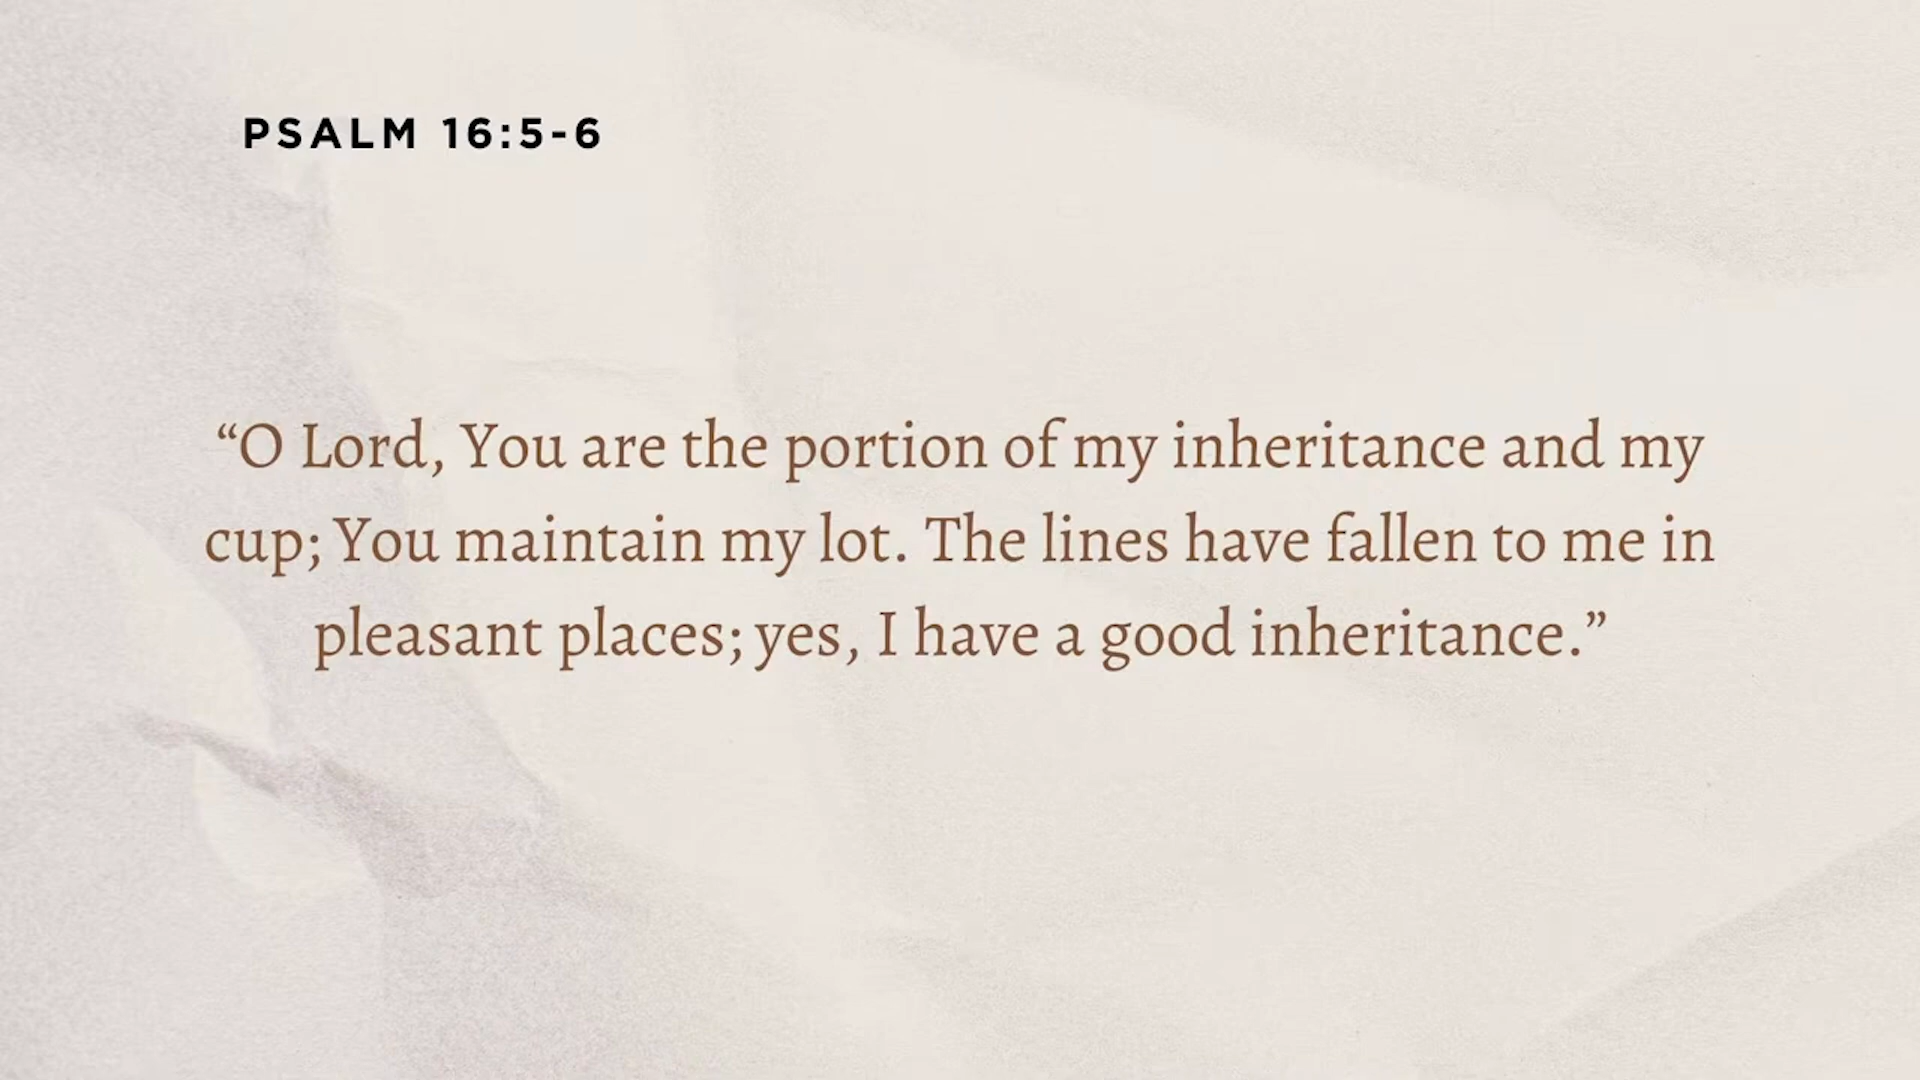 PSALM 16:5-6
“O Lord, You are the portion of my inheritance and my
cup; You maintain my lot. The lines have fallen to me in
pleasant places; yes, I have a good inheritance.”